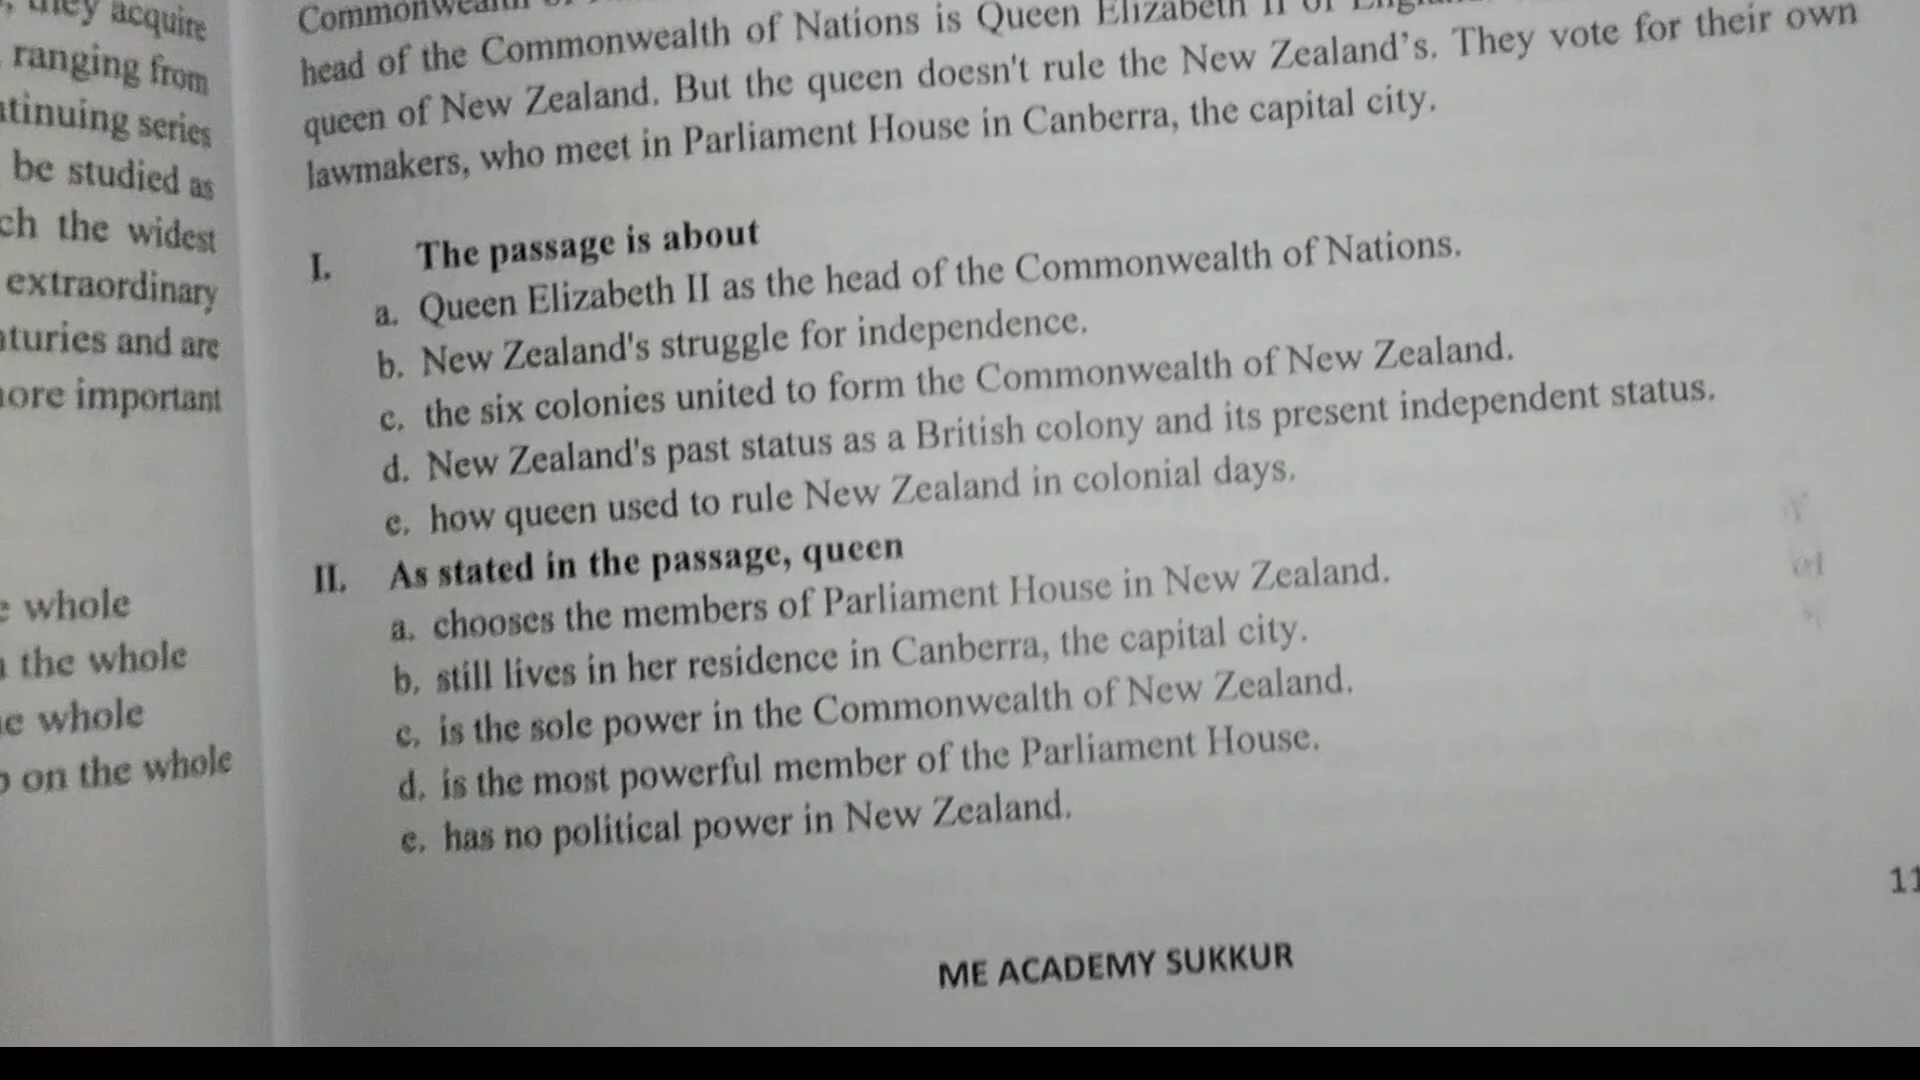 they acquire
ranging from
tinuing series
be studied as
ch the widest
extraordinary
turies and are
ore important
whole
the whole
e whole
on the whole
head of the Commonwealth of Nations is Queen Elizabeth II of
queen of New Zealand. But the queen doesn't rule the New Zealand's. They vote for their own
lawmakers, who meet in Parliament House in Canberra, the capital city.
I. The passage is about
a. Queen Elizabeth II as the head of the Commonwealth of Nations.
b. New Zealand's struggle for independence.
c. the six colonies united to form the Commonwealth of New Zealand.
d. New Zealand's past status as a British colony and its present independent status.
e. how queen used to rule New Zealand in colonial days.
II. As stated in the passage, queen
a. chooses the members of Parliament House in New Zealand.
b. still lives in her residence in Canberra, the capital city.
c. is the sole power in the Commonwealth of New Zealand.
d. is the most powerful member of the Parliament House.
e. has no political power in New Zealand.
11
ME ACADEMY SUKKUR